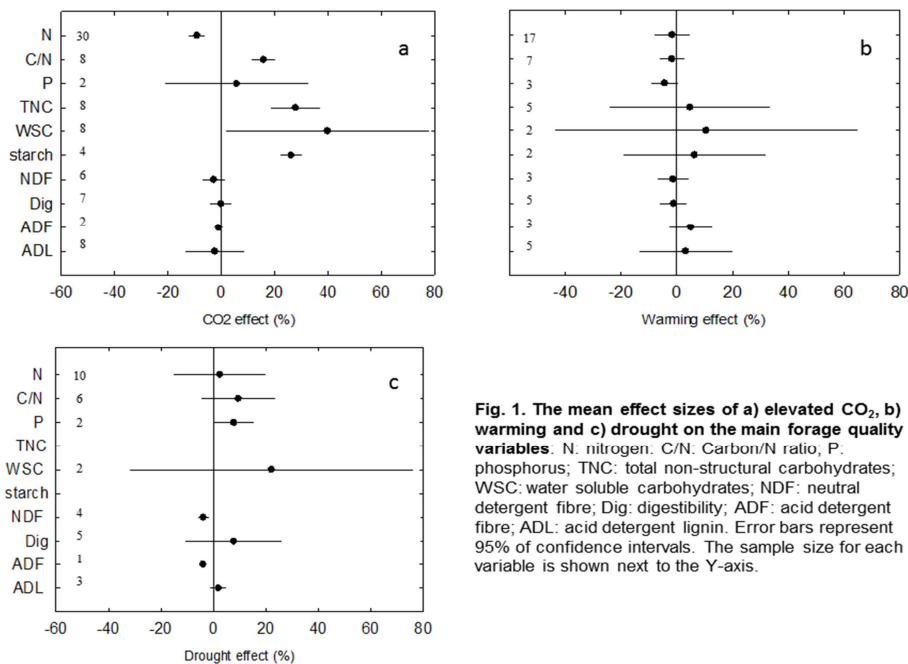 N 30
C/N 8
P 2
TNC 8
WSC 8
starch 4
NDF 6
Dig 7
ADF 2
ADL 8
a
-60 -40 -20 0 20 40 60 80
CO2 effect (%)
17
7
3
5
2
2
3
5
3
5
b
-60 -40 -20 0 20 40 60 80
Warming effect (%)
N 10
C/N 6
P 2
TNC
WSC 2
starch
NDF 4
Dig 5
ADF 1
ADL 3
c
-60 -40 -20 0 20 40 60 80
Drought effect (%)
Fig. 1. The mean effect sizes of a) elevated CO₂, b)
warming and c) drought on the main forage quality
variables: N: nitrogen: C/N: Carbon/N ratio; P:
phosphorus; TNC: total non-structural carbohydrates;
WSC: water soluble carbohydrates; NDF: neutral
detergent fibre; Dig: digestibility; ADF: acid detergent
fibre; ADL: acid detergent lignin. Error bars represent
95% of confidence intervals. The sample size for each
variable is shown next to the Y-axis.